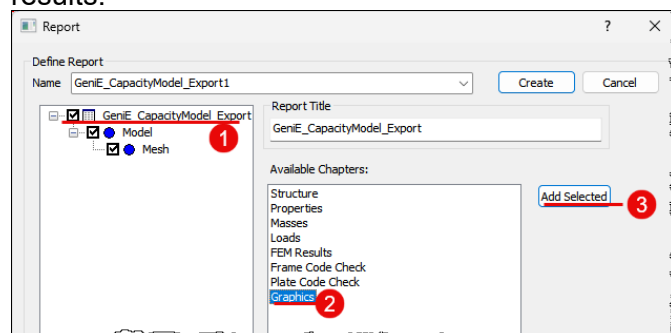 results.
Report ? X
Define Report
Name GeniE_CapacityModel_Export1 Create Cancel
GeniE_CapacityModel_Export
Model
Mesh
1
Report Title
GeniE_CapacityModel_Export
Available Chapters:
Structure
Properties
Masses
Loads
FEM Results
Frame Code Check
Plate Code Check
Graphics
2
Add Selected
3